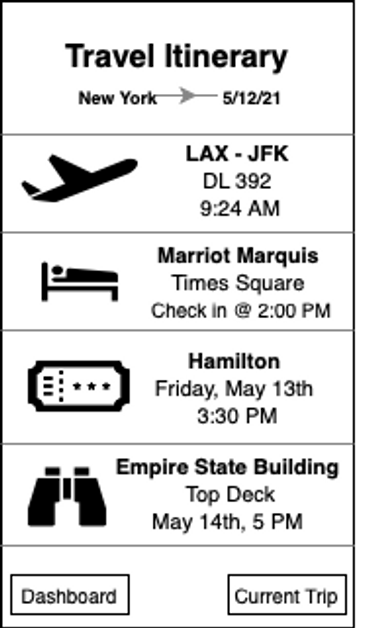 Travel Itinerary
New York 5/12/21
LAX - JFK
DL 392
9:24 AM
Marriot Marquis
Times Square
Check in @ 2:00 PM
Hamilton
Friday, May 13th
3:30 PM
Empire State Building
Top Deck
May 14th, 5 PM
Dashboard
Current Trip